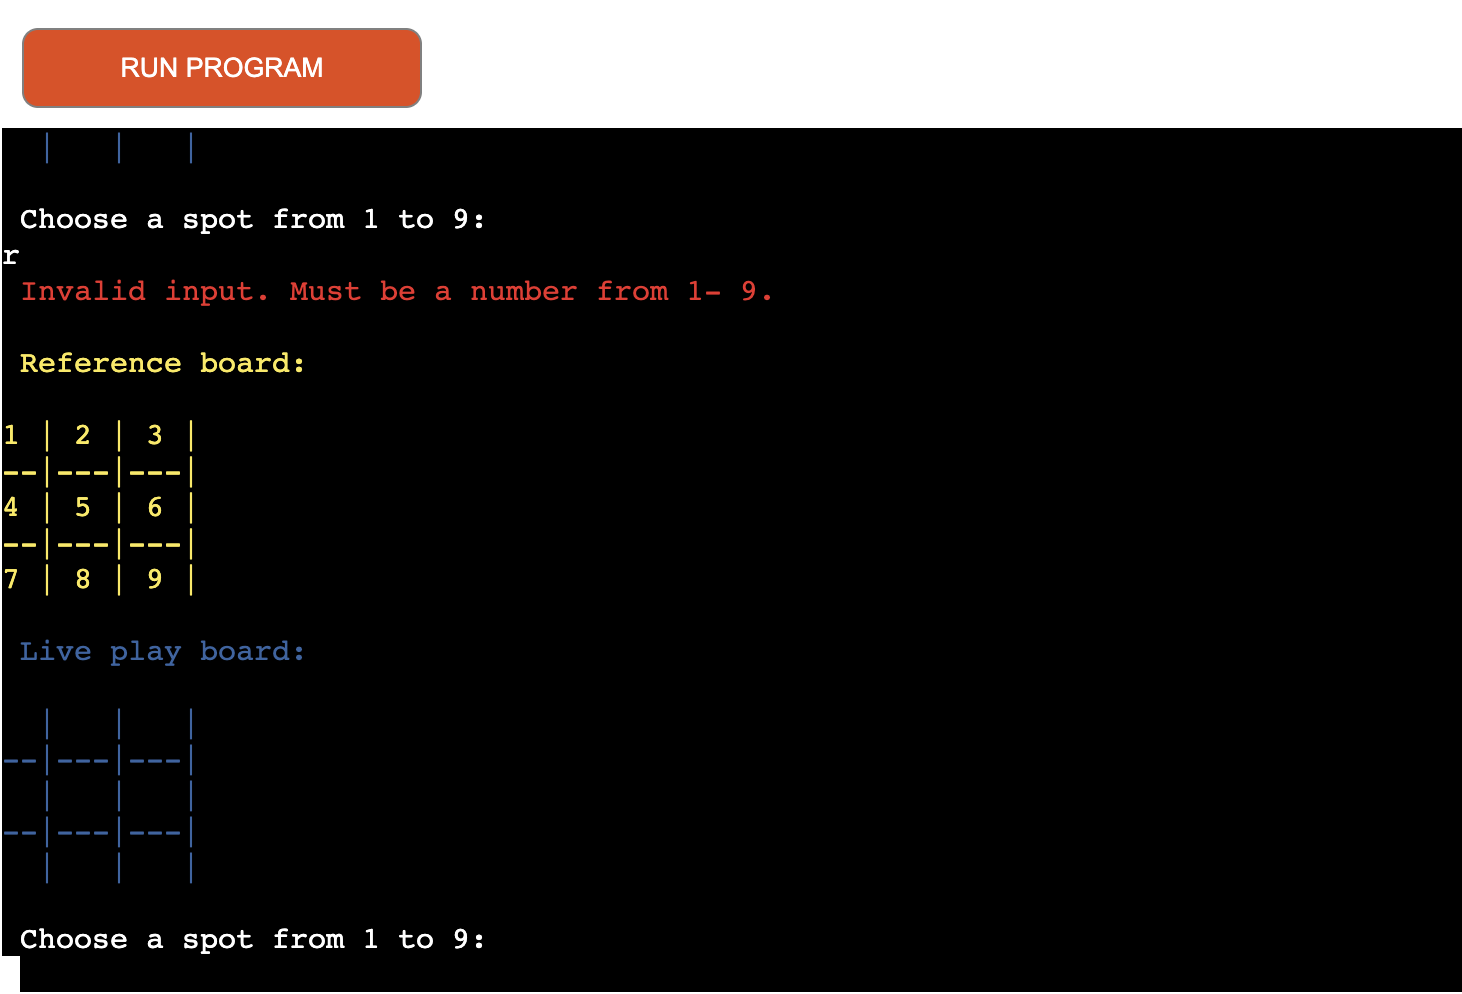 RUN PROGRAM
|   |   |
Choose a spot from 1 to 9:
r
Invalid input. Must be a number from 1- 9.
Reference board:
1 | 2 | 3 |
--|---|---|
4 | 5 | 6 |
--|---|---|
7 | 8 | 9 |
Live play board:
|   |   |
--|---|---|
|   |   |
--|---|---|
|   |   |
Choose a spot from 1 to 9: